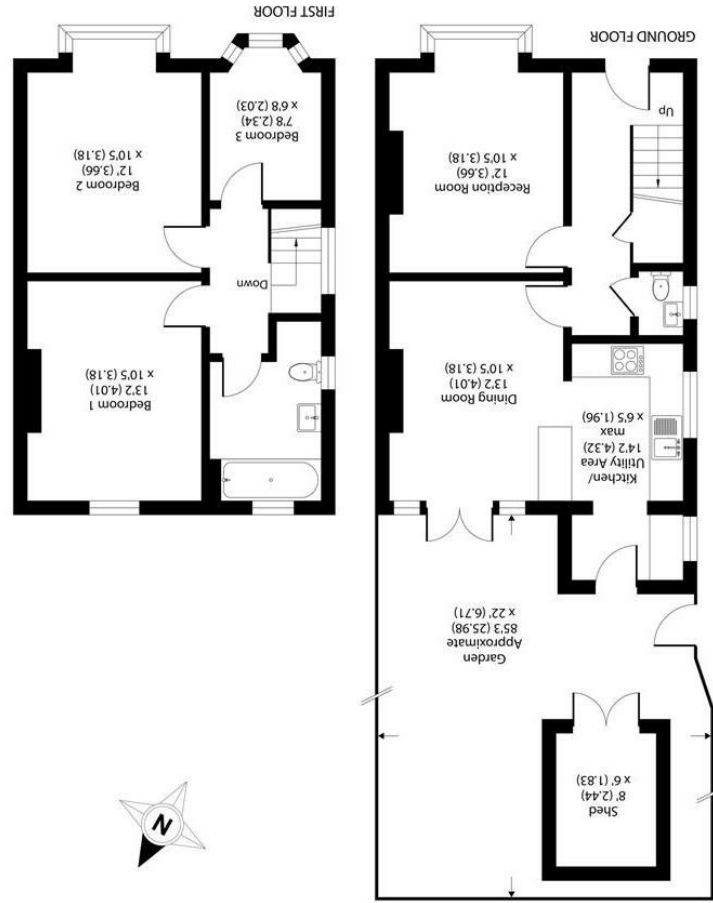 Shed
8' (2.44)
x 6' (1.83)
N
Garden
Approximate
85'3 (25.98)
x 22' (6.71)
Kitchen/
Utility Area
14'2 (4.32)
max
x 6'5 (1.96)
Dining Room
13'2 (4.01)
x 10'5 (3.18)
Up
Reception Room
12' (3.66)
x 10'5 (3.18)
GROUND FLOOR
Bedroom 1
13'2 (4.01)
x 10'5 (3.18)
Down
Bedroom 3
7'8 (2.34)
x 6'8 (2.03)
Bedroom 2
12' (3.66)
x 10'5 (3.18)
FIRST FLOOR